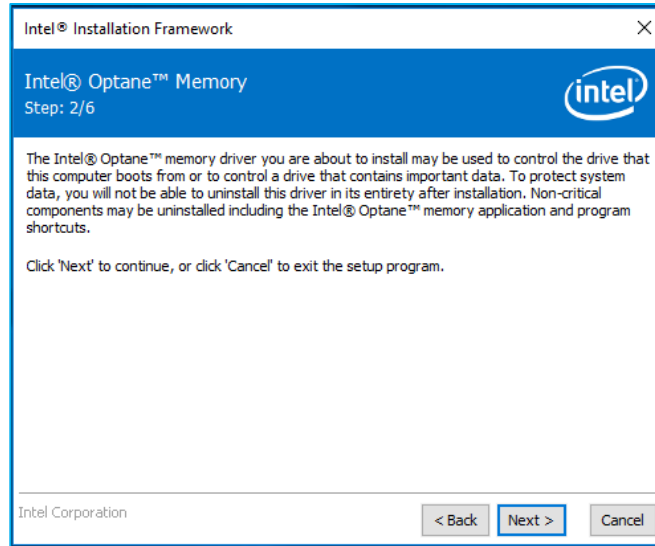 Intel® Installation Framework
Intel® Optane™ Memory
Step: 2/6
intel
The Intel® Optane™ memory driver you are about to install may be used to control the drive that
this computer boots from or to control a drive that contains important data. To protect system
data, you will not be able to uninstall this driver in its entirety after installation. Non-critical
components may be uninstalled including the Intel® Optane™ memory application and program
shortcuts.
Click 'Next' to continue, or click 'Cancel' to exit the setup program.
Intel Corporation
< Back
Next >
Cancel